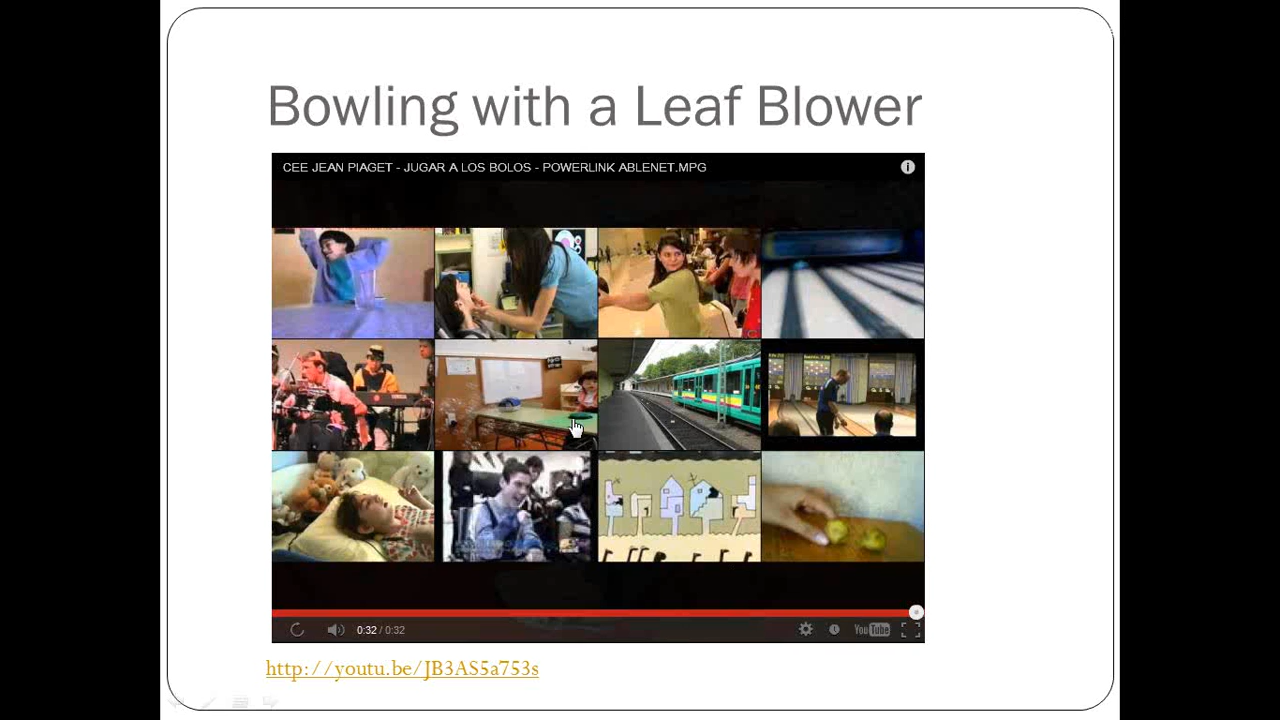 Bowling with a Leaf Blower
CEE JEAN PIAGET - JUGAR A LOS BOLOS - POWERLINK ABLENET.MPG
0:32 / 0:32
YouTube
http://youtu.be/JB3AS5a753s